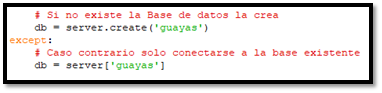 # Si no existe la Base de datos la crea
db = server.create('guayas')
except:
# Caso contrario solo conectarse a la base existente
db = server['guayas']